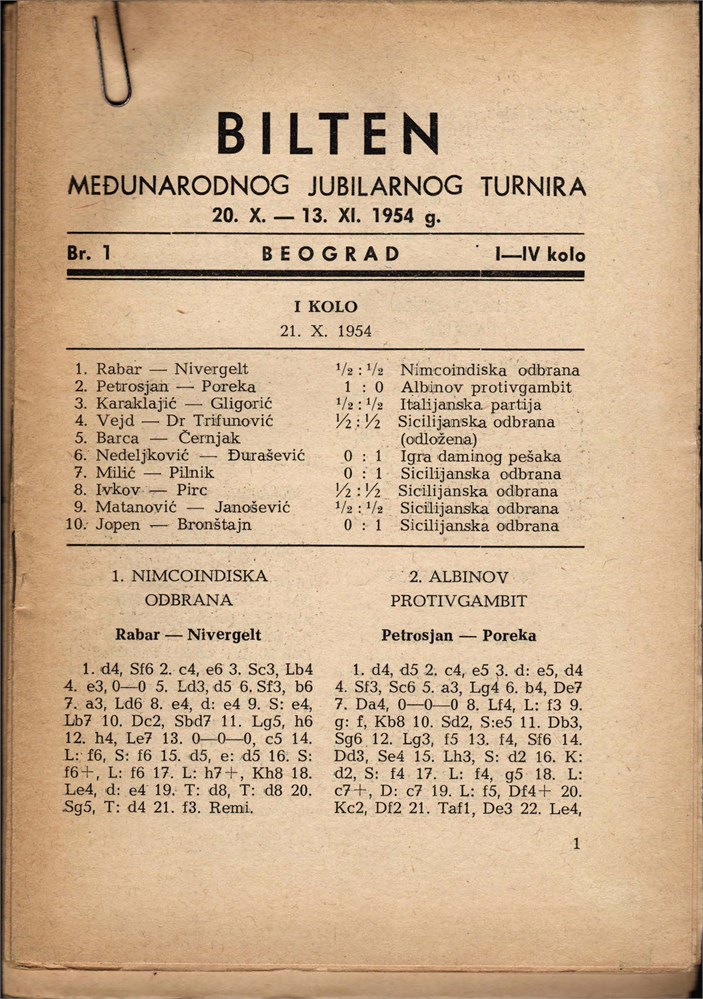 BILTEN
MEĐUNARODNOG JUBILARNOG TURNIRA
20. X. — 13. XI. 1954 g.
Br. 1 BEOGRAD I—IV kolo
I KOLO
21. X. 1954
1. Rabar — Nivergelt ½ : ½ Nimcoindiska odbrana
2. Petrosjan — Poreka 1 : 0 Albinov protivgambit
3. Karaklajić — Gligorić ½ : ½ Italijanska partija
4. Vejd — Dr Trifunović ½ : ½ Sicilijanska odbrana
5. Barca — Černjak (odložena)
6. Nedeljković — Đurašević 0 : 1 Igra daminog pešaka
7. Milić — Pilnik 0 : 1 Sicilijanska odbrana
8. Ivkov — Pirc ½ : ½ Sicilijanska odbrana
9. Matanović — Janošević ½ : ½ Sicilijanska odbrana
10. Jopen — Bronštajn 0 : 1 Sicilijanska odbrana
1. NIMCOINDISKA
ODBRANA
Rabar — Nivergelt
1. d4, Sf6 2. c4, e6 3. Sc3, Lb4
4. e3, 0—0 5. Ld3, d5 6. Sf3, b6
7. a3, Ld6 8. e4, d: e4 9. S: e4,
Lb7 10. Dc2, Sbd7 11. Lg5, h6
12. h4, Le7 13. 0—0—0, c5 14.
L: f6, S: f6 15. d5, e: d5 16. S:
f6+, L: f6 17. L: h7+, Kh8 18.
Le4, d: e4 19. T: d8, T: d8 20.
Sg5, T: d4 21. f3. Remi.
2. ALBINOV
PROTIVGAMBIT
Petrosjan — Poreka
1. d4, d5 2. c4, e5 3. d: e5, d4
4. Sf3, Sc6 5. a3, Lg4 6. b4, De7
7. Da4, 0—0—0 8. Lf4, L: f3 9.
g: f, Kb8 10. Sd2, S:e5 11. Db3,
Sg6 12. Lg3, f5 13. f4, Sf6 14.
Dd3, Se4 15. Lh3, S: d2 16. K:
d2, S: f4 17. L: f4, g5 18. L:
c7+, D: c7 19. L: f5, Df4+ 20.
Kc2, Df2 21. Taf1, De3 22. Le4,
1